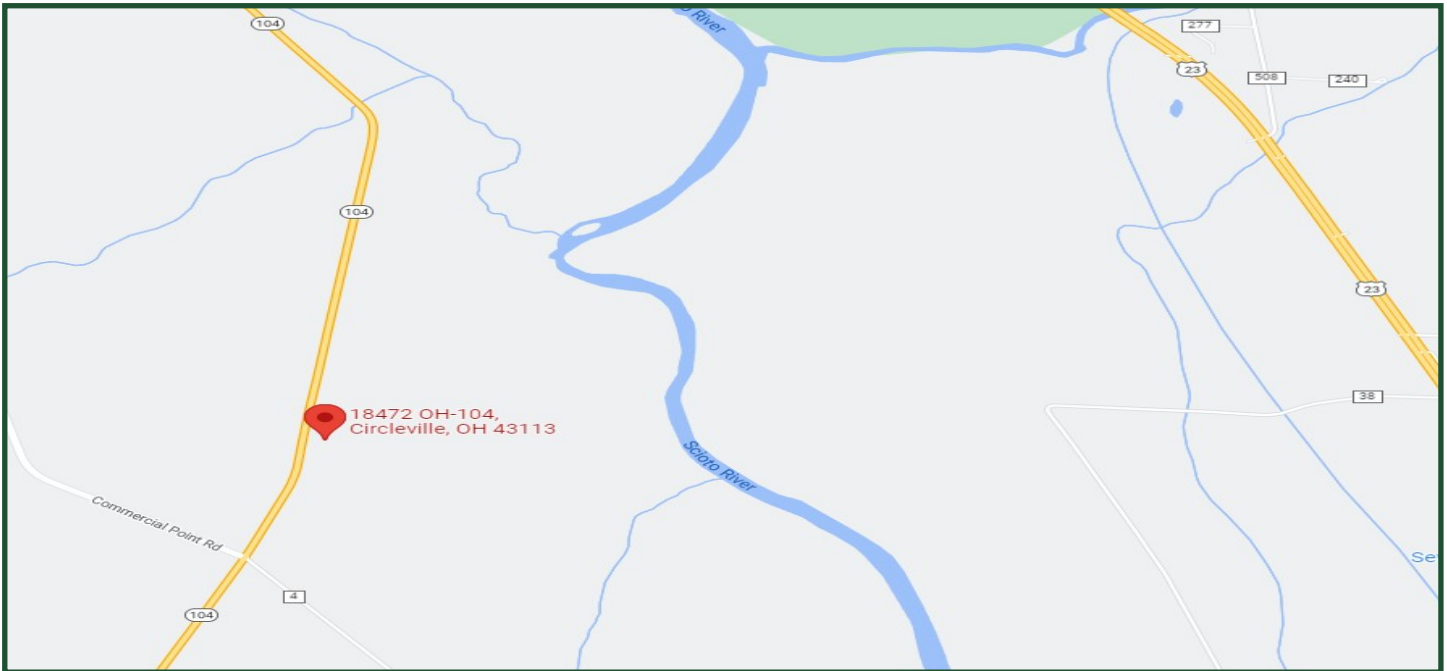 104
o River
277
23
508
240
104
23
38
18472 OH-104,
Circleville, OH 43113
Scioto River
Commercial Point Rd
Se
4
104